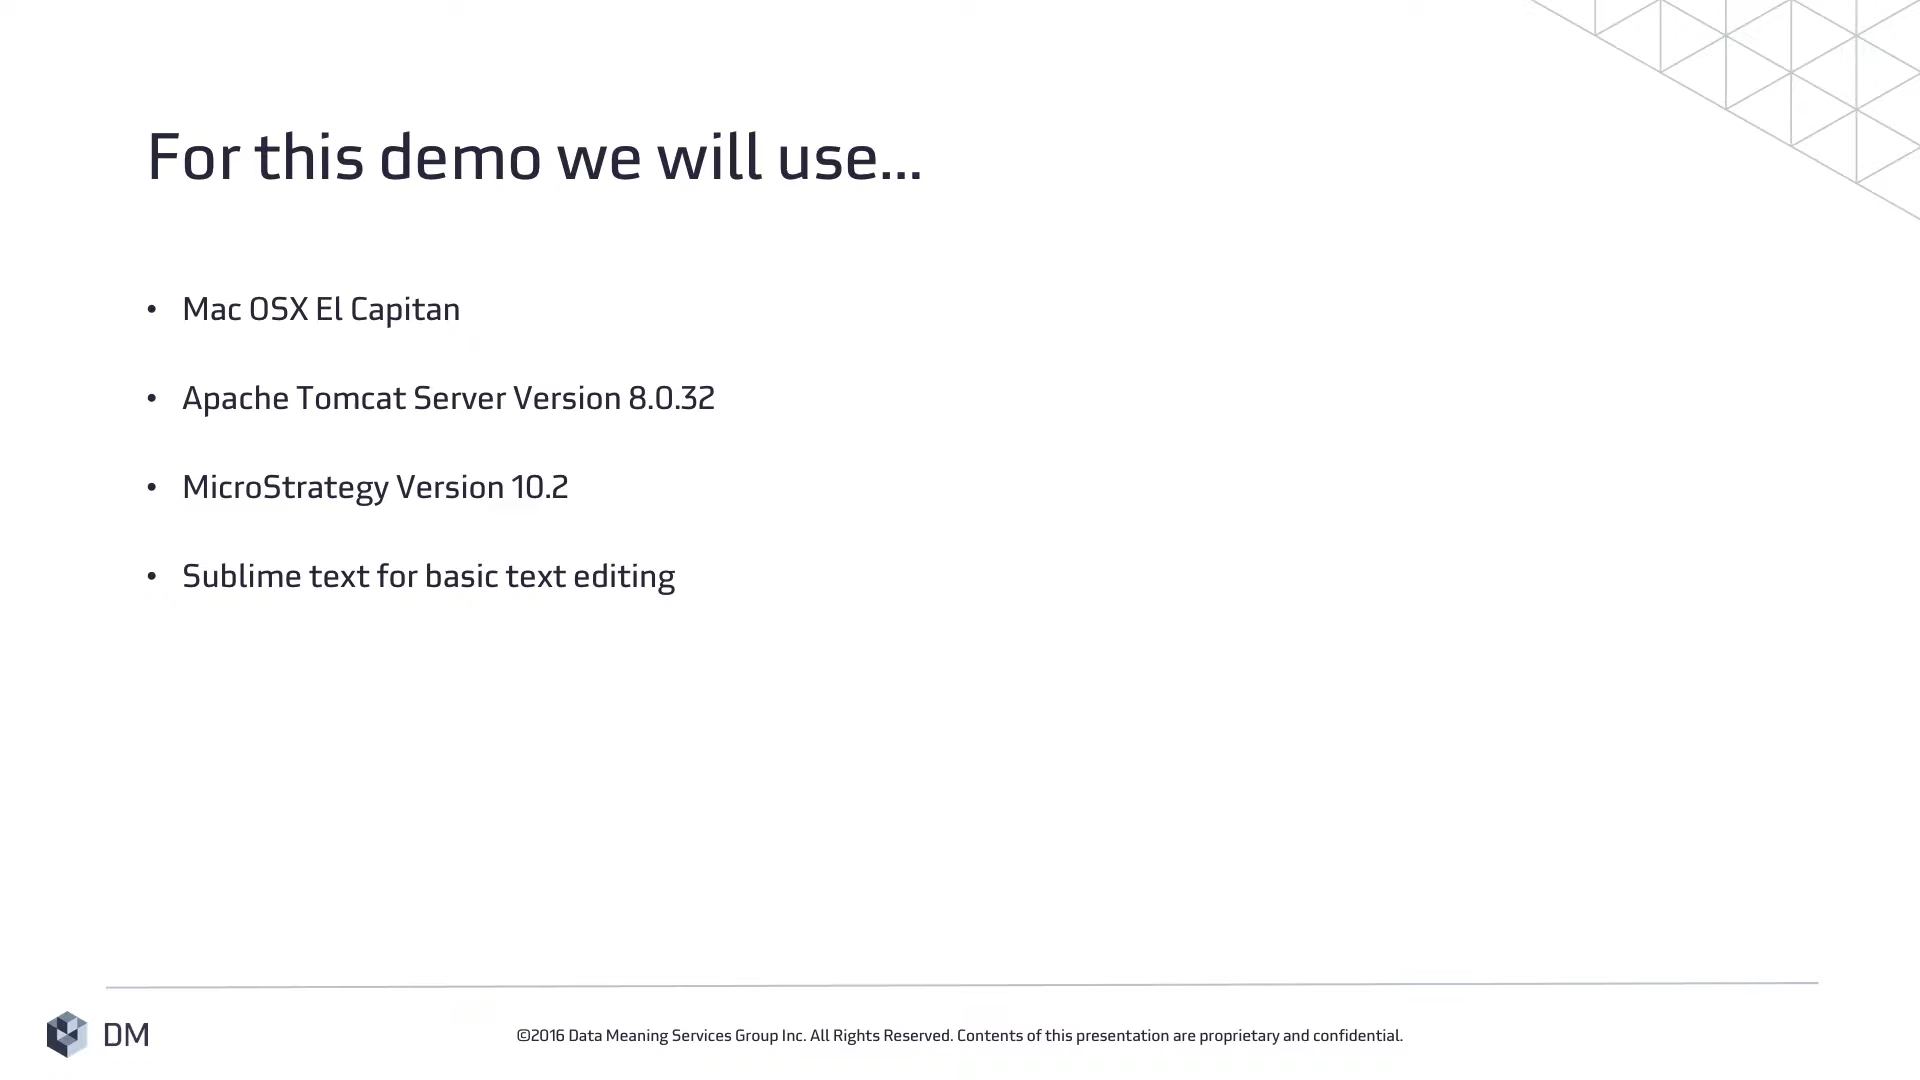 For this demo we will use...
• Mac OSX El Capitan
• Apache Tomcat Server Version 8.0.32
• MicroStrategy Version 10.2
• Sublime text for basic text editing
DM
©2016 Data Meaning Services Group Inc. All Rights Reserved. Contents of this presentation are proprietary and confidential.